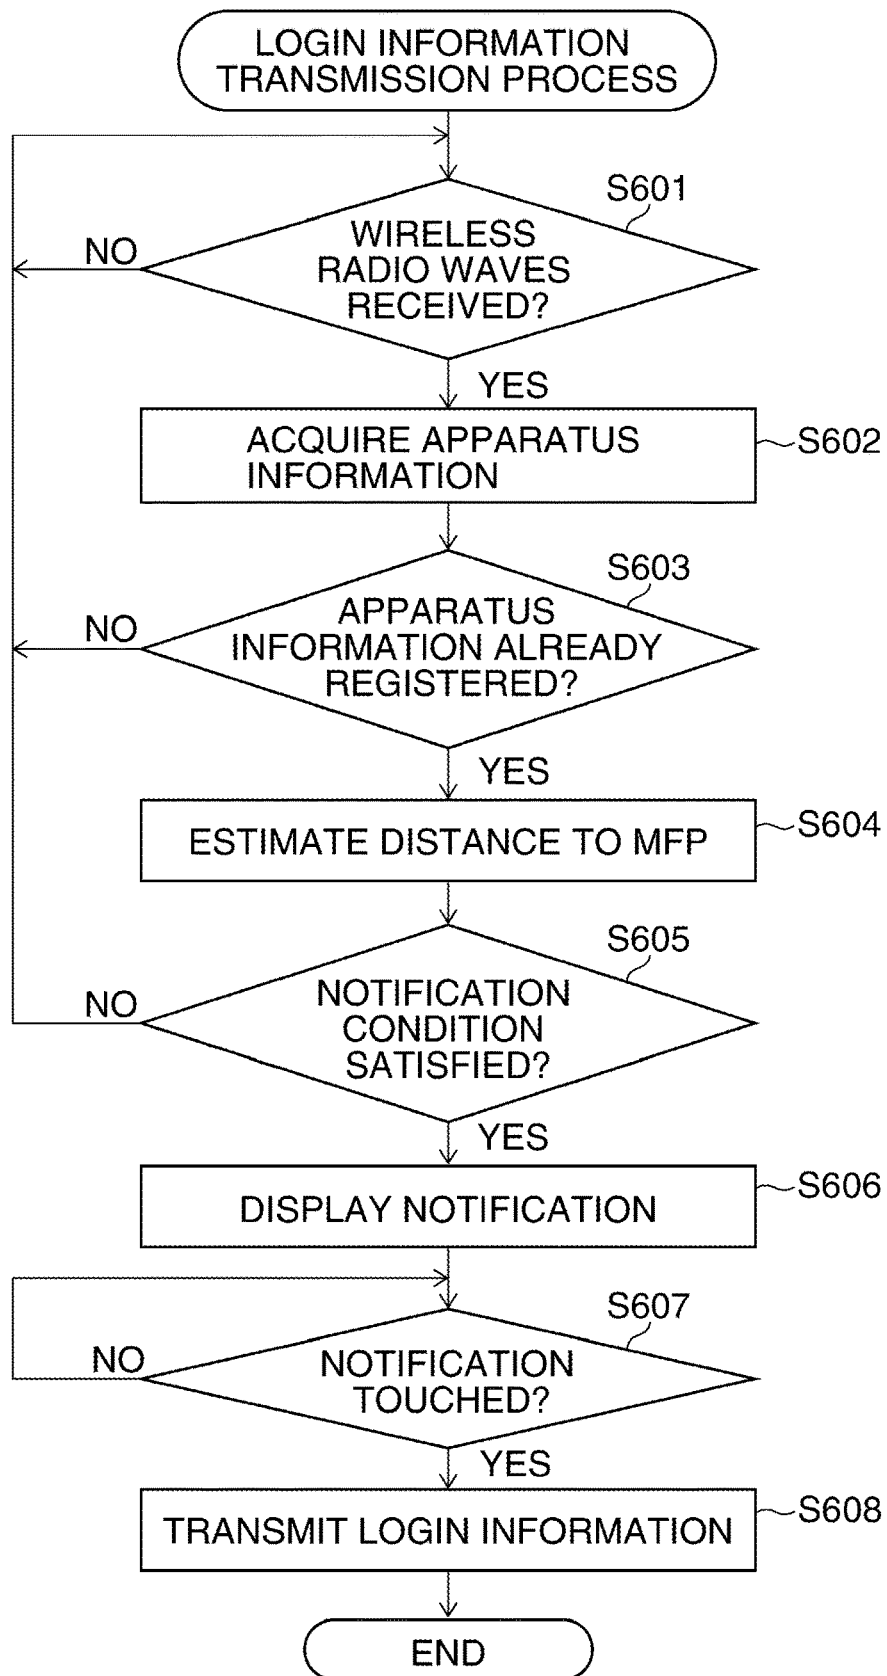 LOGIN INFORMATION
TRANSMISSION PROCESS
S601
WIRELESS
RADIO WAVES
RECEIVED?
NO
YES
ACQUIRE APPARATUS
INFORMATION
S602
S603
APPARATUS
INFORMATION ALREADY
REGISTERED?
NO
YES
ESTIMATE DISTANCE TO MFP
S604
S605
NOTIFICATION
CONDITION
SATISFIED?
NO
YES
DISPLAY NOTIFICATION
S606
S607
NOTIFICATION
TOUCHED?
NO
YES
TRANSMIT LOGIN INFORMATION
S608
END